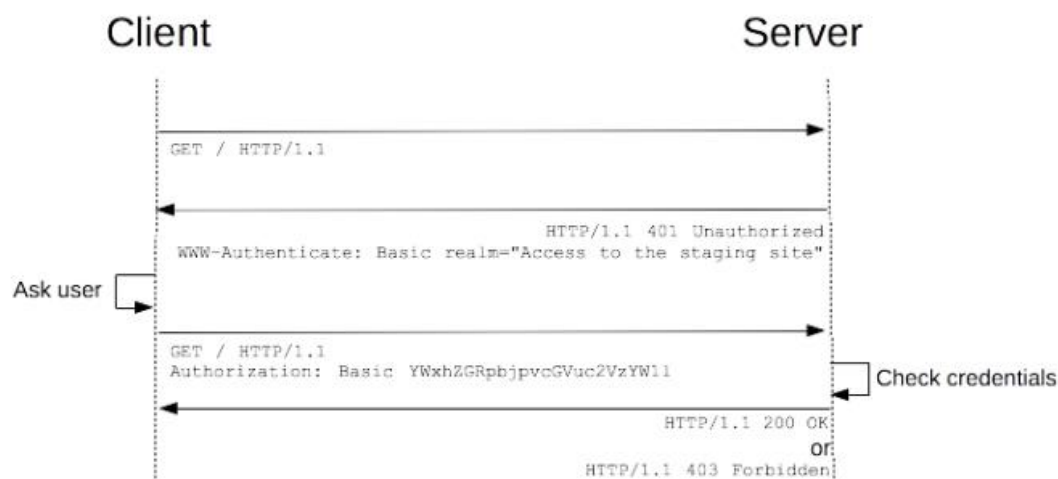 Client
Server
GET / HTTP/1.1
HTTP/1.1 401 Unauthorized
WWW-Authenticate: Basic realm="Access to the staging site"
Ask user
GET / HTTP/1.1
Authorization: Basic YWxhZGRpbjpvcGVuc2VzYW1l
Check credentials
HTTP/1.1 200 OK
or
HTTP/1.1 403 Forbidden